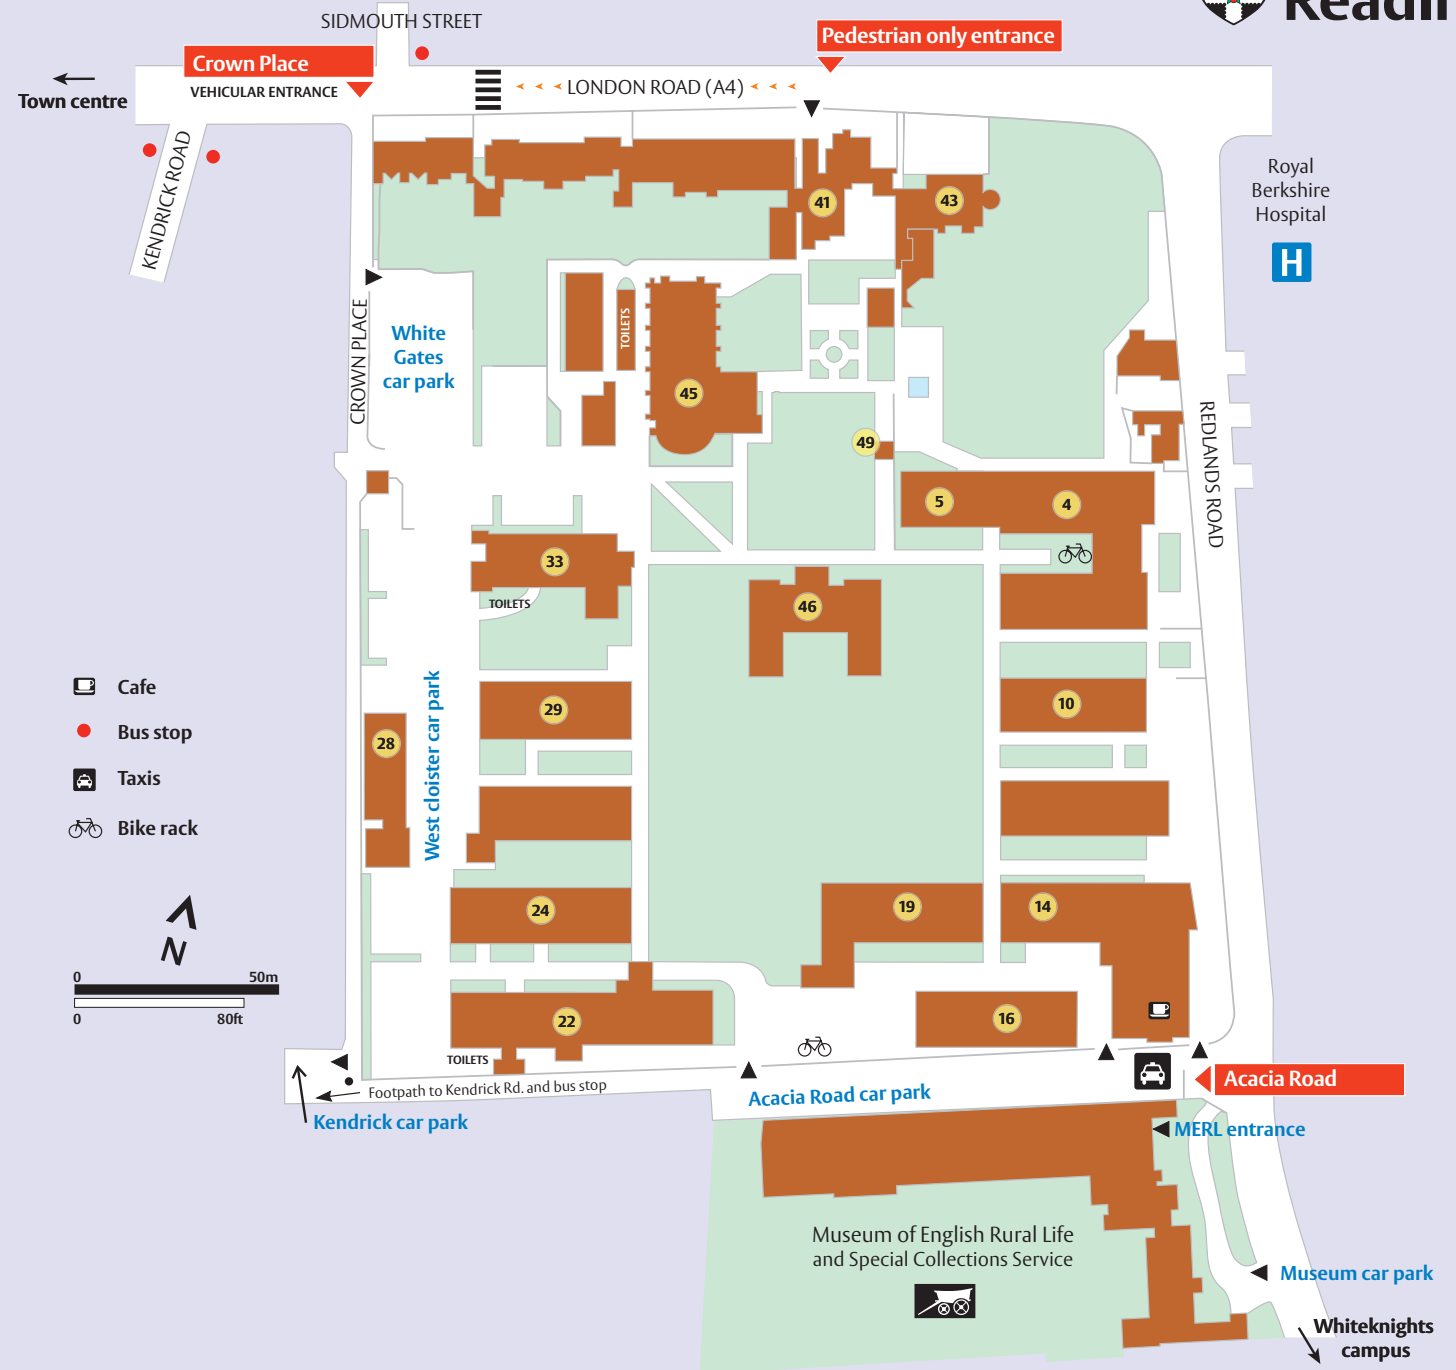 SIDMOUTH STREET
Pedestrian only entrance
Crown Place
VEHICULAR ENTRANCE
LONDON ROAD (A4)
Town centre
KENDRICK ROAD
Royal
Berkshire
Hospital
H
41
43
CROWN PLACE
White
Gates
car park
TOILETS
45
49
REDLANDS ROAD
5
4
33
TOILETS
46
Cafe
Bus stop
Taxis
Bike rack
28
West cloister car park
29
10
24
19
14
N
0
50m
0
80ft
22
16
TOILETS
Footpath to Kendrick Rd. and bus stop
Kendrick car park
Acacia Road car park
Acacia Road
MERL entrance
Museum of English Rural Life
and Special Collections Service
Museum car park
Whiteknights
campus